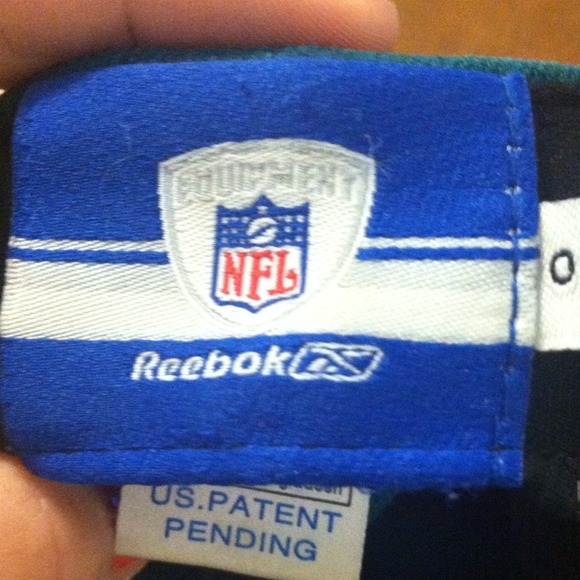 EQUIPMENT
NFL
Reebok
O
US.PATENT
PENDING